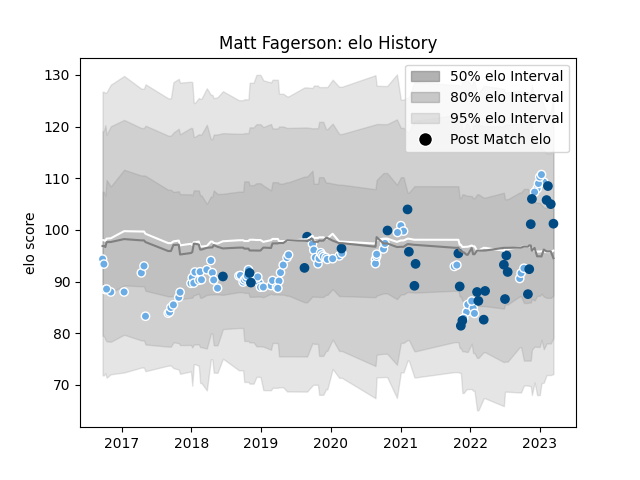 Matt Fagerson: elo History
130
120
110
100
90
80
70
elo score
50% elo Interval
80% elo Interval
95% elo Interval
Post Match elo
2017 2018 2019 2020 2021 2022 2023